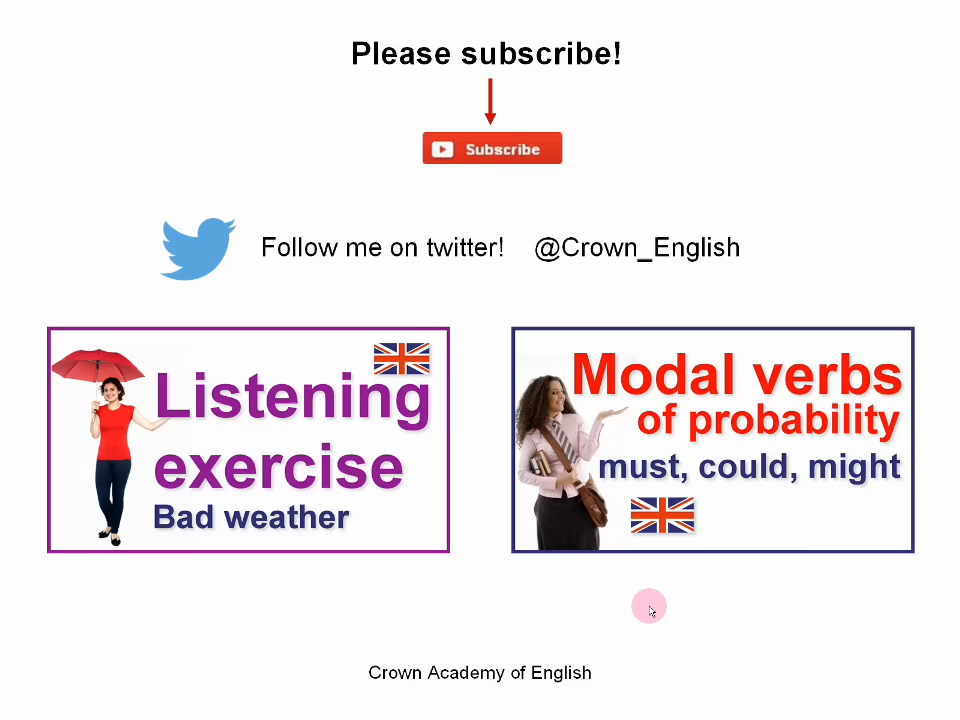 Please subscribe!
Subscribe
Follow me on twitter! @Crown_English
Listening
exercise
Bad weather
Modal verbs
of probability
must, could, might
Crown Academy of English